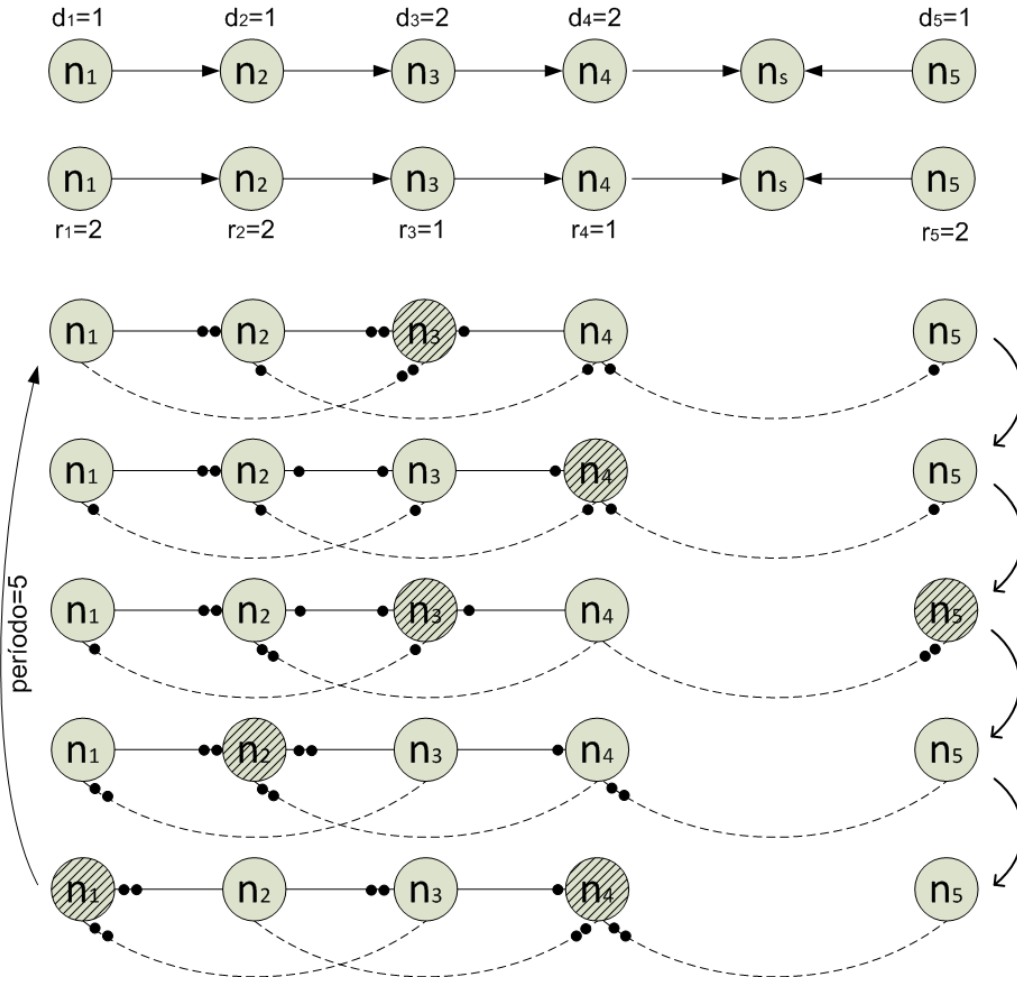 d₁=1 d₂=1 d₃=2 d₄=2 d₅=1
n₁ n₂ n₃ n₄ nₛ n₅
n₁ n₂ n₃ n₄ nₛ n₅
r₁=2 r₂=2 r₃=1 r₄=1 r₅=2
n₁ n₂ n₃ n₄ n₅
n₁ n₂ n₃ n₄ n₅
n₁ n₂ n₃ n₄ n₅
n₁ n₂ n₃ n₄ n₅
n₁ n₂ n₃ n₄ n₅
período=5